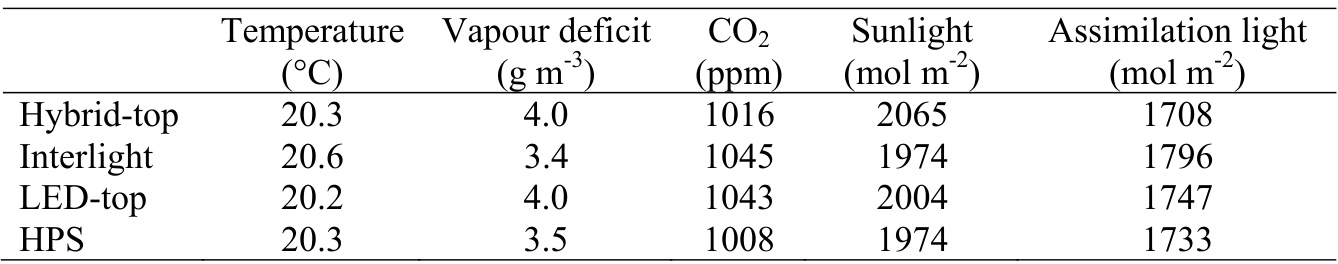 Temperature Vapour deficit CO₂ Sunlight Assimilation light
(°C) (g m⁻³) (ppm) (mol m⁻²) (mol m⁻²)
Hybrid-top 20.3 4.0 1016 2065 1708
Interlight 20.6 3.4 1045 1974 1796
LED-top 20.2 4.0 1043 2004 1747
HPS 20.3 3.5 1008 1974 1733